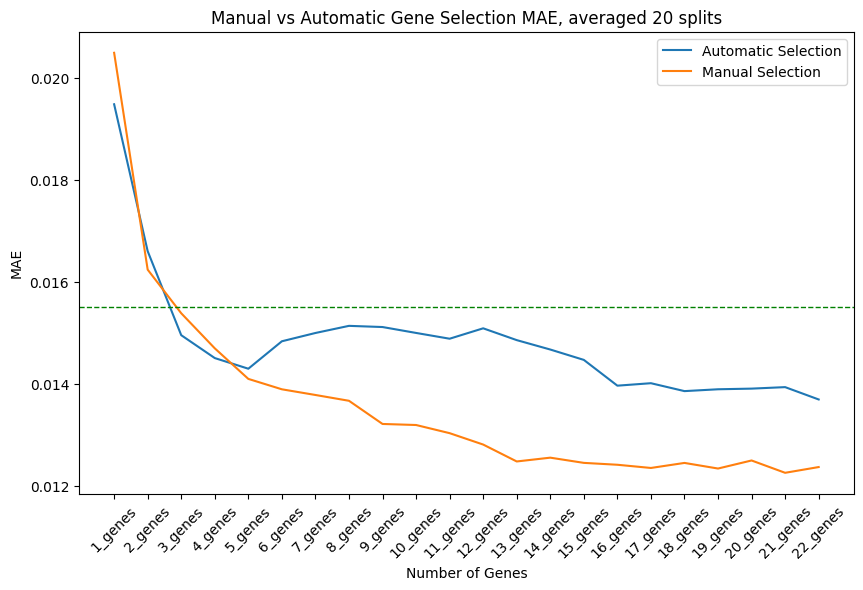 Manual vs Automatic Gene Selection MAE, averaged 20 splits
Automatic Selection
Manual Selection
0.020
0.018
0.016
0.014
0.012
MAE
1_genes
2_genes
3_genes
4_genes
5_genes
6_genes
7_genes
8_genes
9_genes
10_genes
11_genes
12_genes
13_genes
14_genes
15_genes
16_genes
17_genes
18_genes
19_genes
20_genes
21_genes
22_genes
Number of Genes